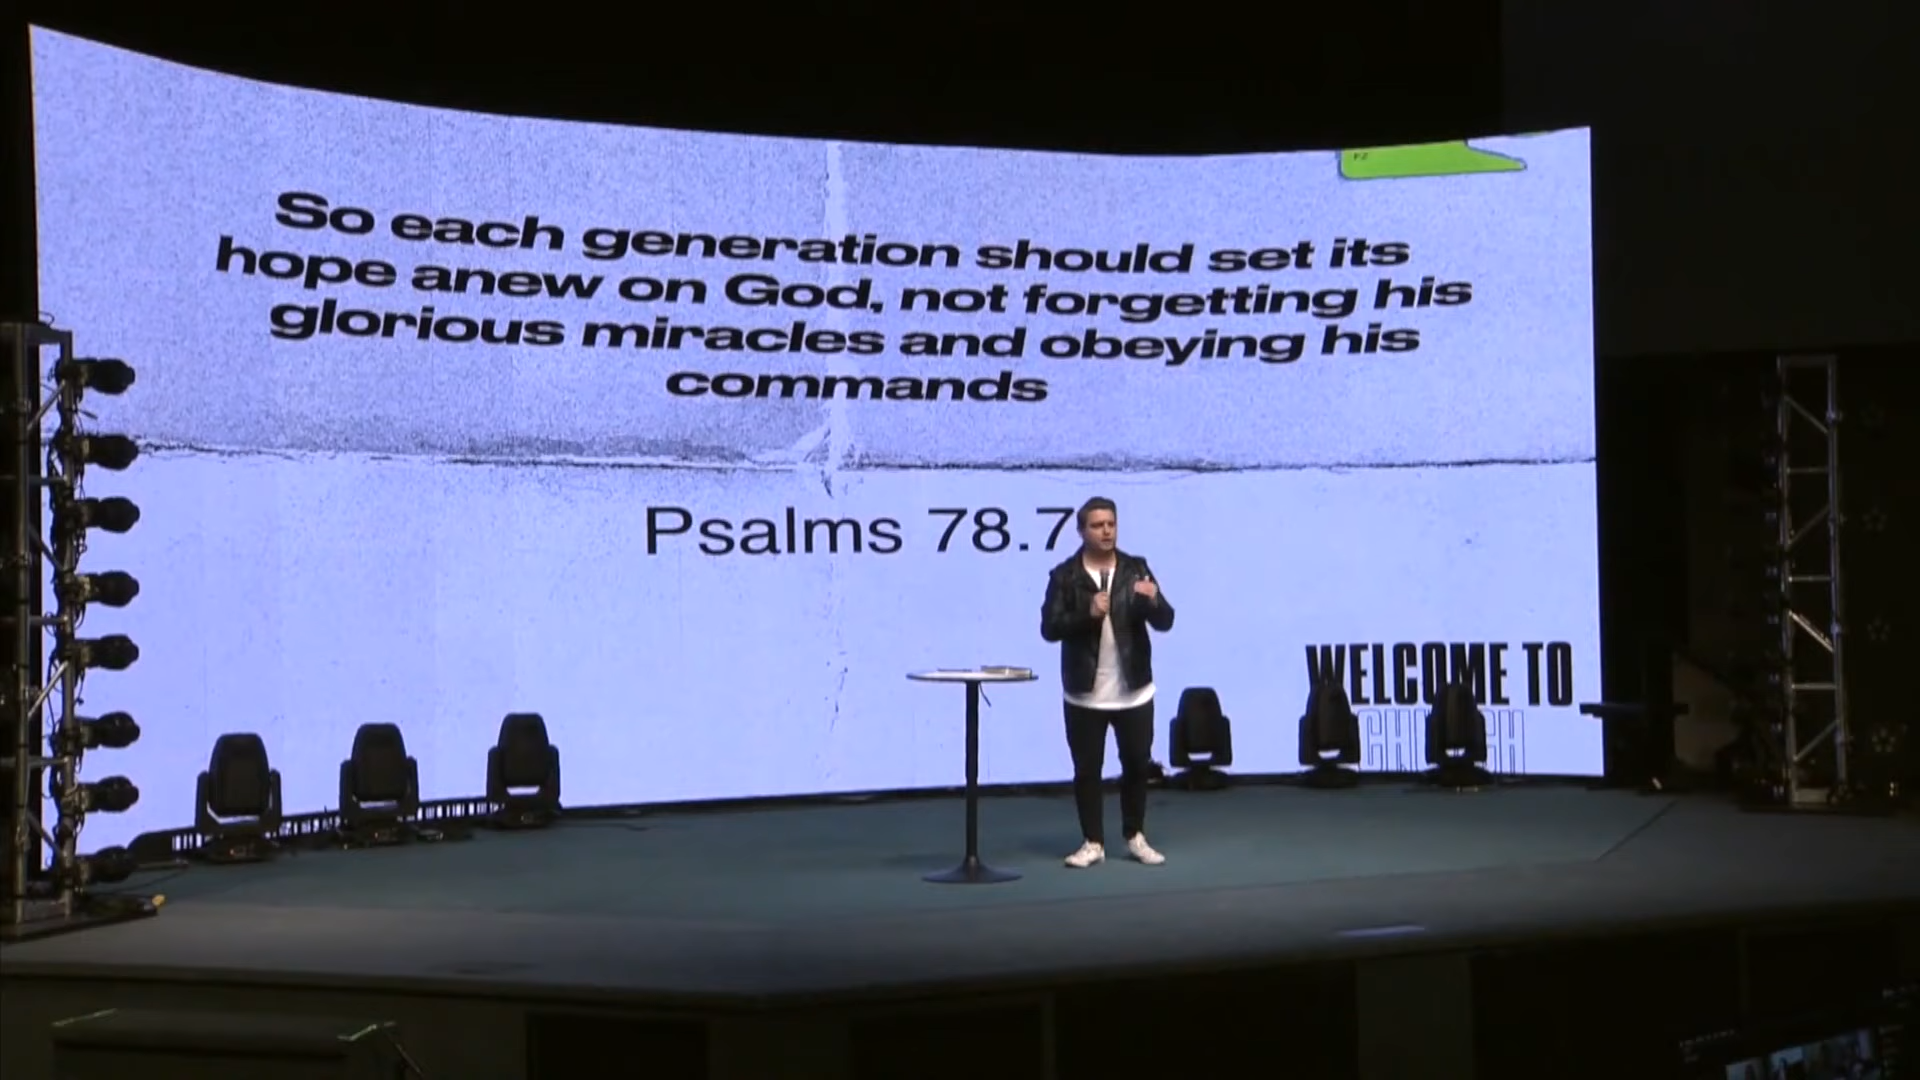 So each generation should set its
hope anew on God, not forgetting his
glorious miracles and obeying his
commands
Psalms 78.7
WELCOME TO